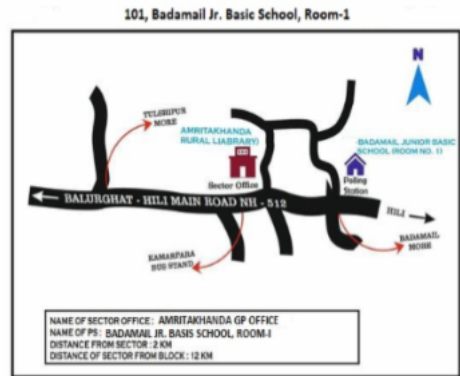 101, Badamail Jr. Basic School, Room-1
N
TULSHIPUR
MORE
AMRITAKHANDA
RURAL LIABRARY)
Sector Office
BADAMAIL JUNIOR BASIC
SCHOOL (ROOM NO. 1)
Polling
Station
BALURGHAT - HILI MAIN ROAD NH - 512
HILI
KAMARPARA
BUS STAND
BADAMAIL
MORE
NAME OF SECTOR OFFICE : AMRITAKHANDA GP OFFICE
NAME OF PS: BADAMAIL JR. BASIS SCHOOL, ROOM-I
DISTANCE FROM SECTOR : 2 KM
DISTANCE OF SECTOR FROM BLOCK : 12 KM